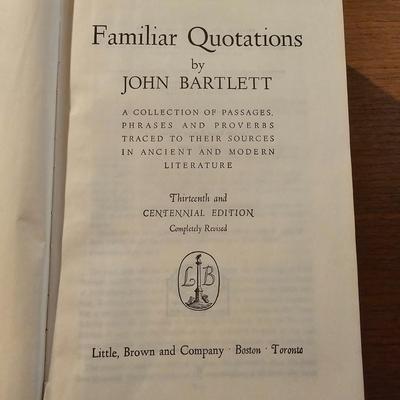 Familiar Quotations
by
JOHN BARTLETT
A COLLECTION OF PASSAGES,
PHRASES AND PROVERBS
TRACED TO THEIR SOURCES
IN ANCIENT AND MODERN
LITERATURE
Thirteenth and
CENTENNIAL EDITION
Completely Revised
L B
Little, Brown and Company · Boston · Toronto